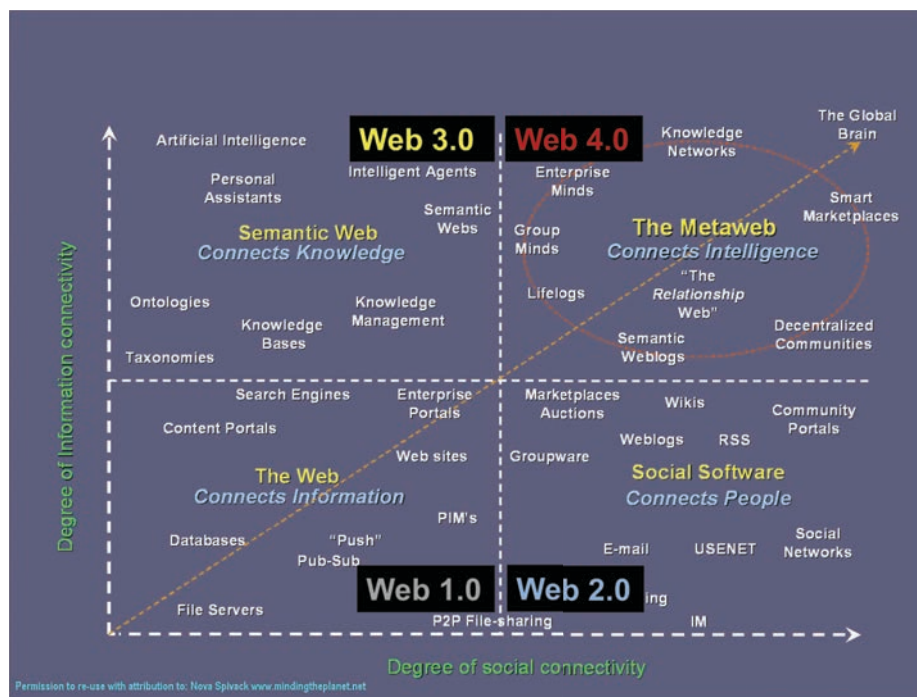 The Global
Brain
Web 3.0
Web 4.0
Artificial Intelligence
Knowledge
Networks
Intelligent Agents
Enterprise
Minds
Personal
Assistants
Smart
Marketplaces
Semantic
Webs
Semantic Web
Connects Knowledge
Group
Minds
The Metaweb
Connects Intelligence
"The
Relationship
Web"
Lifelogs
Ontologies
Knowledge
Management
Knowledge
Bases
Semantic
Weblogs
Decentralized
Communities
Taxonomies
Degree of Information connectivity
Search Engines
Enterprise
Portals
Content Portals
Web sites
The Web
Connects Information
PIM's
Databases
"Push"
Pub-Sub
File Servers
Web 1.0
Marketplaces
Auctions
Wikis
Community
Portals
Weblogs
RSS
Groupware
Social Software
Connects People
E-mail
USENET
Social
Networks
Web 2.0
ing
P2P File-sharing
IM
Degree of social connectivity
Permission to re-use with attribution to: Nova Spivack www.mindingtheplanet.net